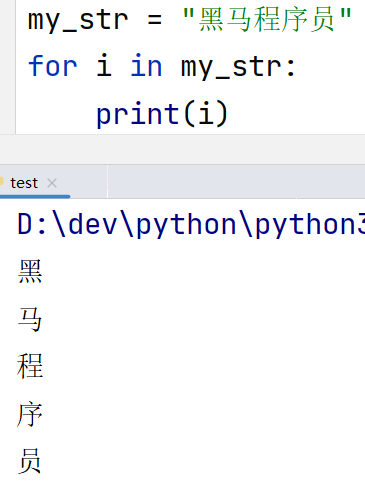 my_str = "黑马程序员"
for i in my_str:
    print(i)
test
D:\dev\python\python3
黑
马
程
序
员